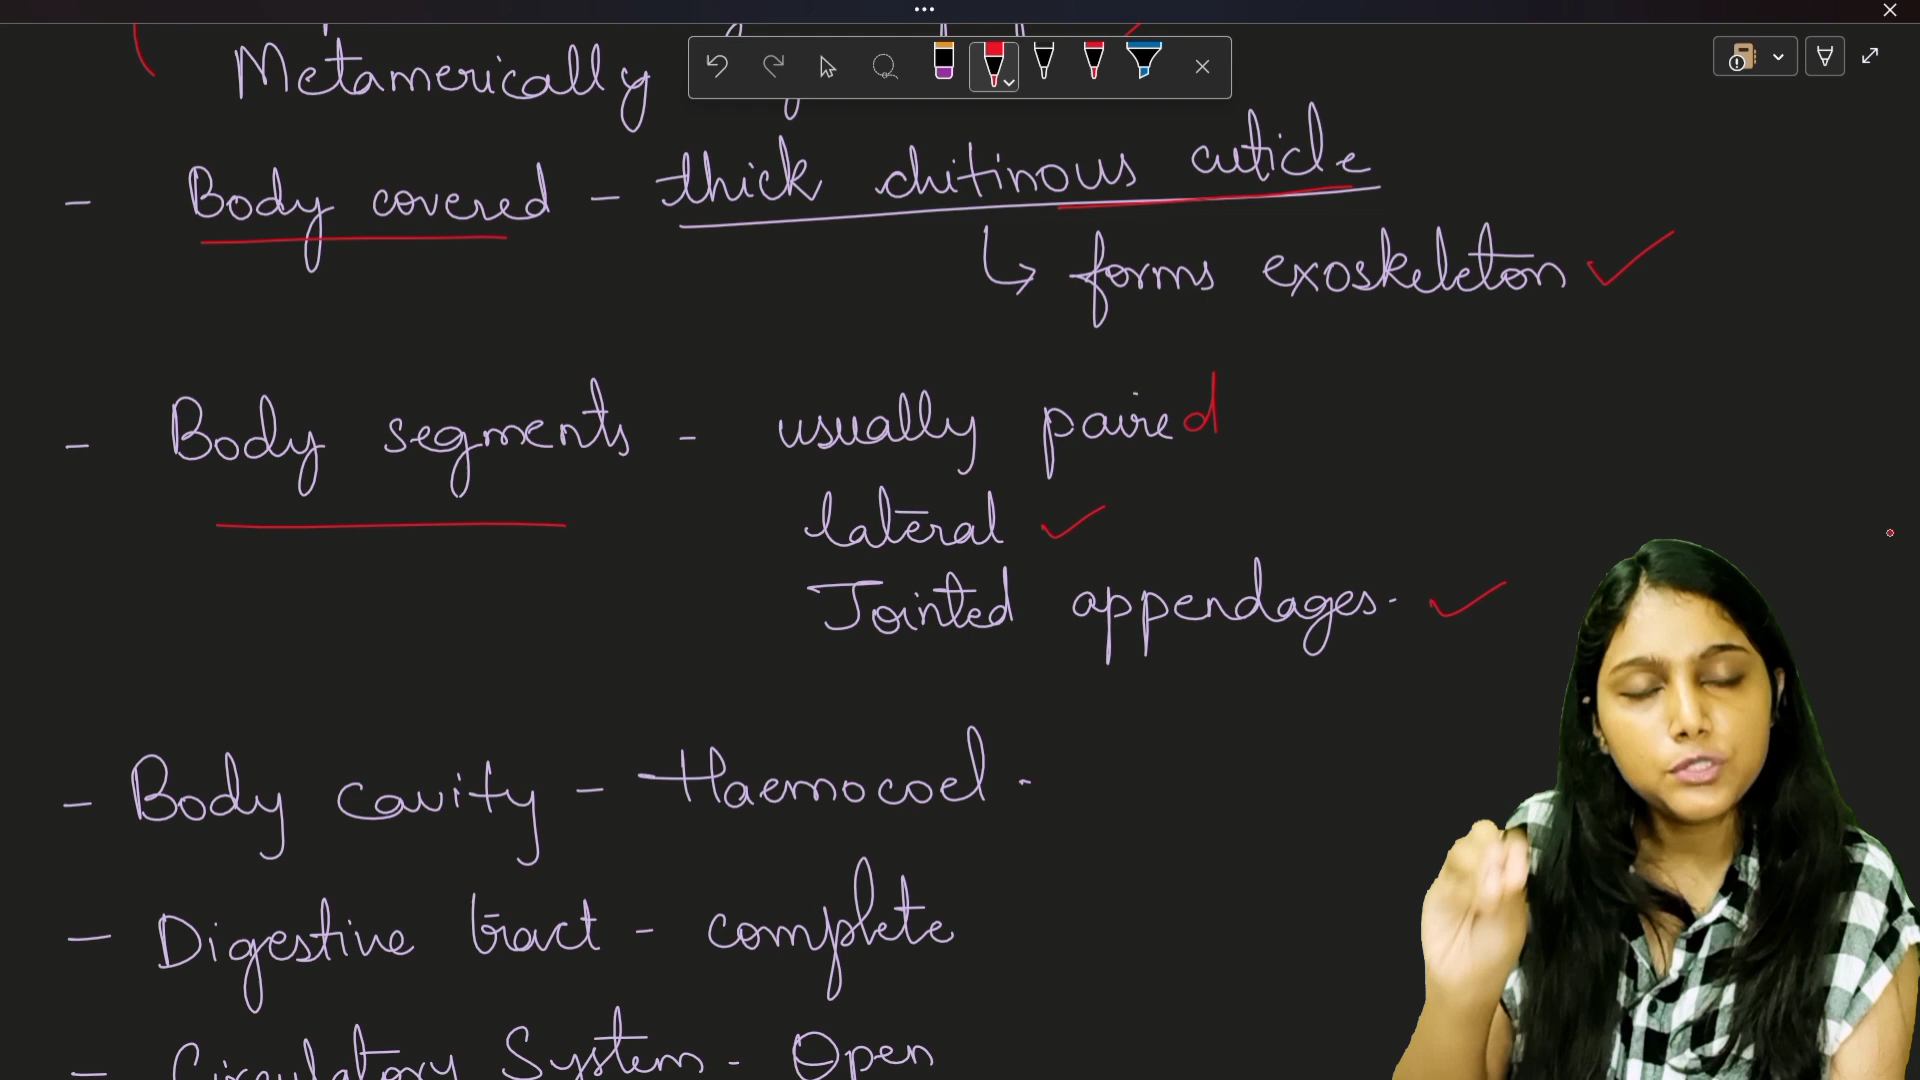 Metamerically
- Body covered - thick chitinous cuticle
↳ forms exoskeleton ✓
- Body segments - usually paired
lateral ✓
Jointed appendages. ✓
- Body cavity - Haemocoel.
- Digestive tract - complete
- Circulatory System - Open